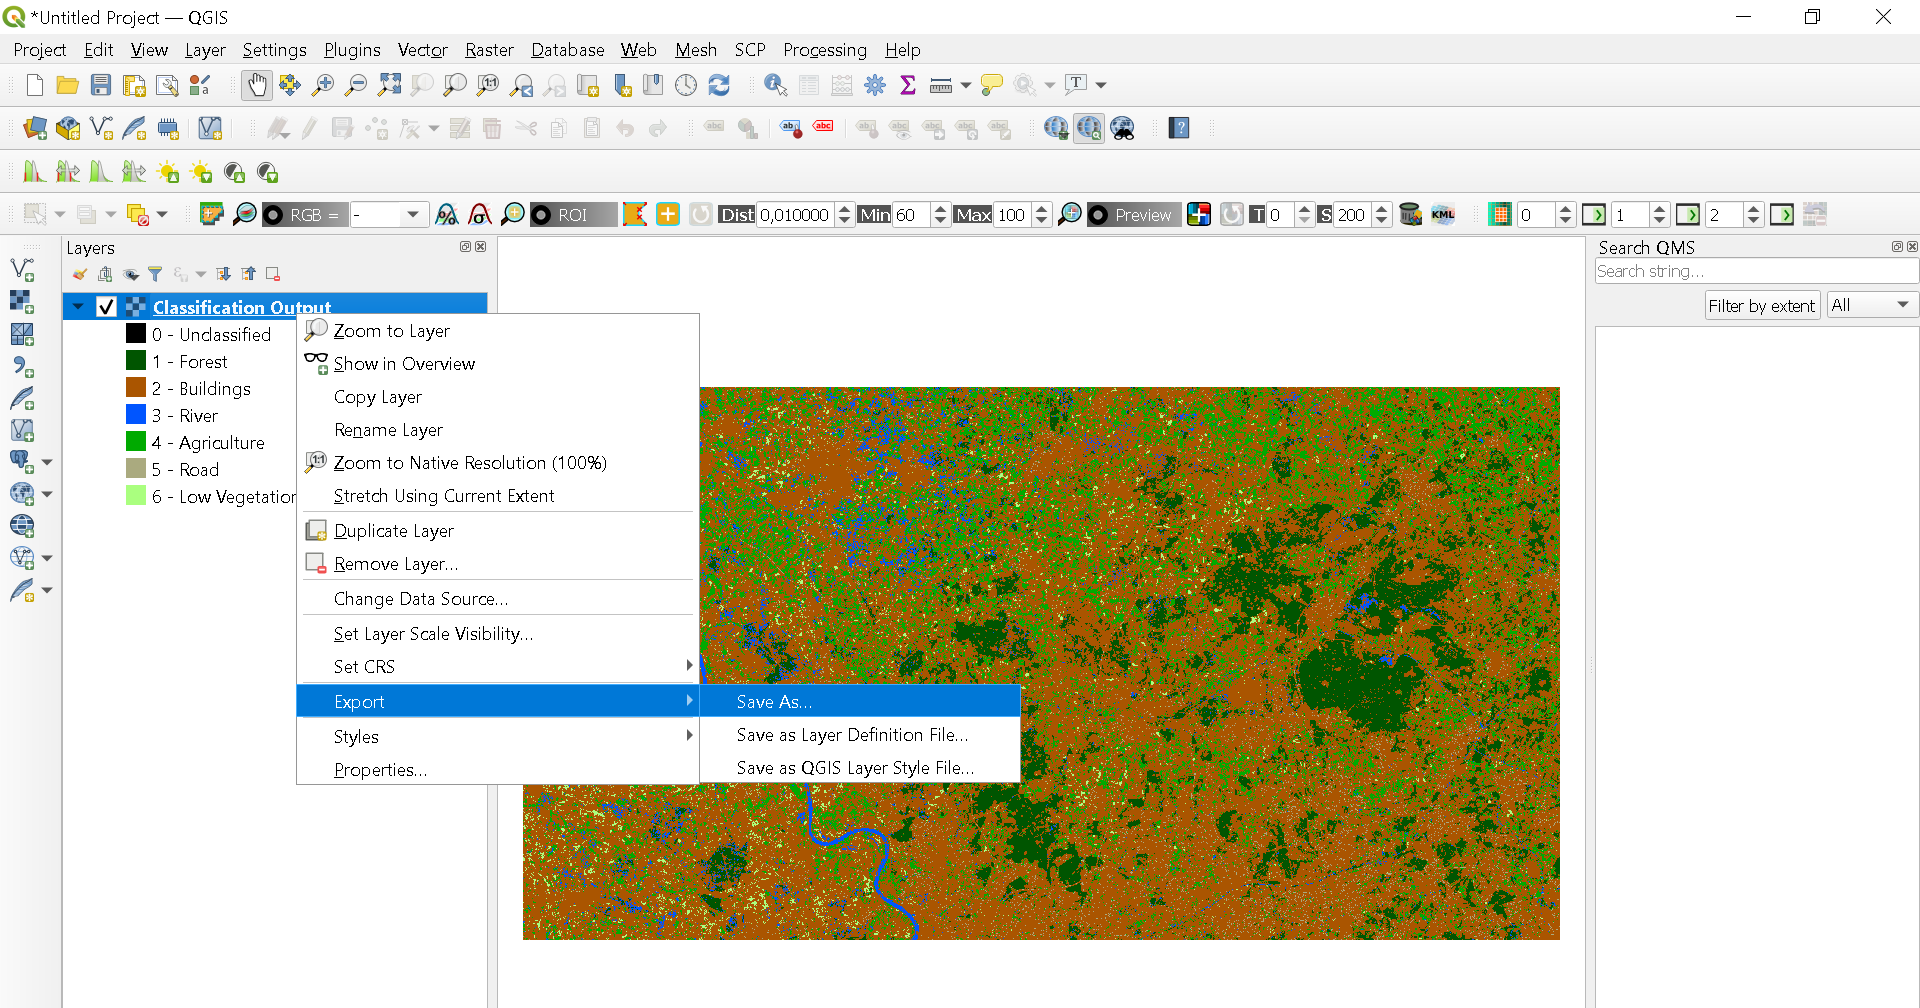 *Untitled Project — QGIS
Project Edit View Layer Settings Plugins Vector Raster Database Web Mesh SCP Processing Help
RGB = - ROI Dist 0,010000 Min 60 Max 100 Preview T 0 S 200 KML 0 1 2
Layers
Classification Output
0 - Unclassified
1 - Forest
2 - Buildings
3 - River
4 - Agriculture
5 - Road
6 - Low Vegetation
Zoom to Layer
Show in Overview
Copy Layer
Rename Layer
Zoom to Native Resolution (100%)
Stretch Using Current Extent
Duplicate Layer
Remove Layer...
Change Data Source...
Set Layer Scale Visibility...
Set CRS
Export
Styles
Properties...
Save As...
Save as Layer Definition File...
Save as QGIS Layer Style File...
Search QMS
Search string...
Filter by extent All